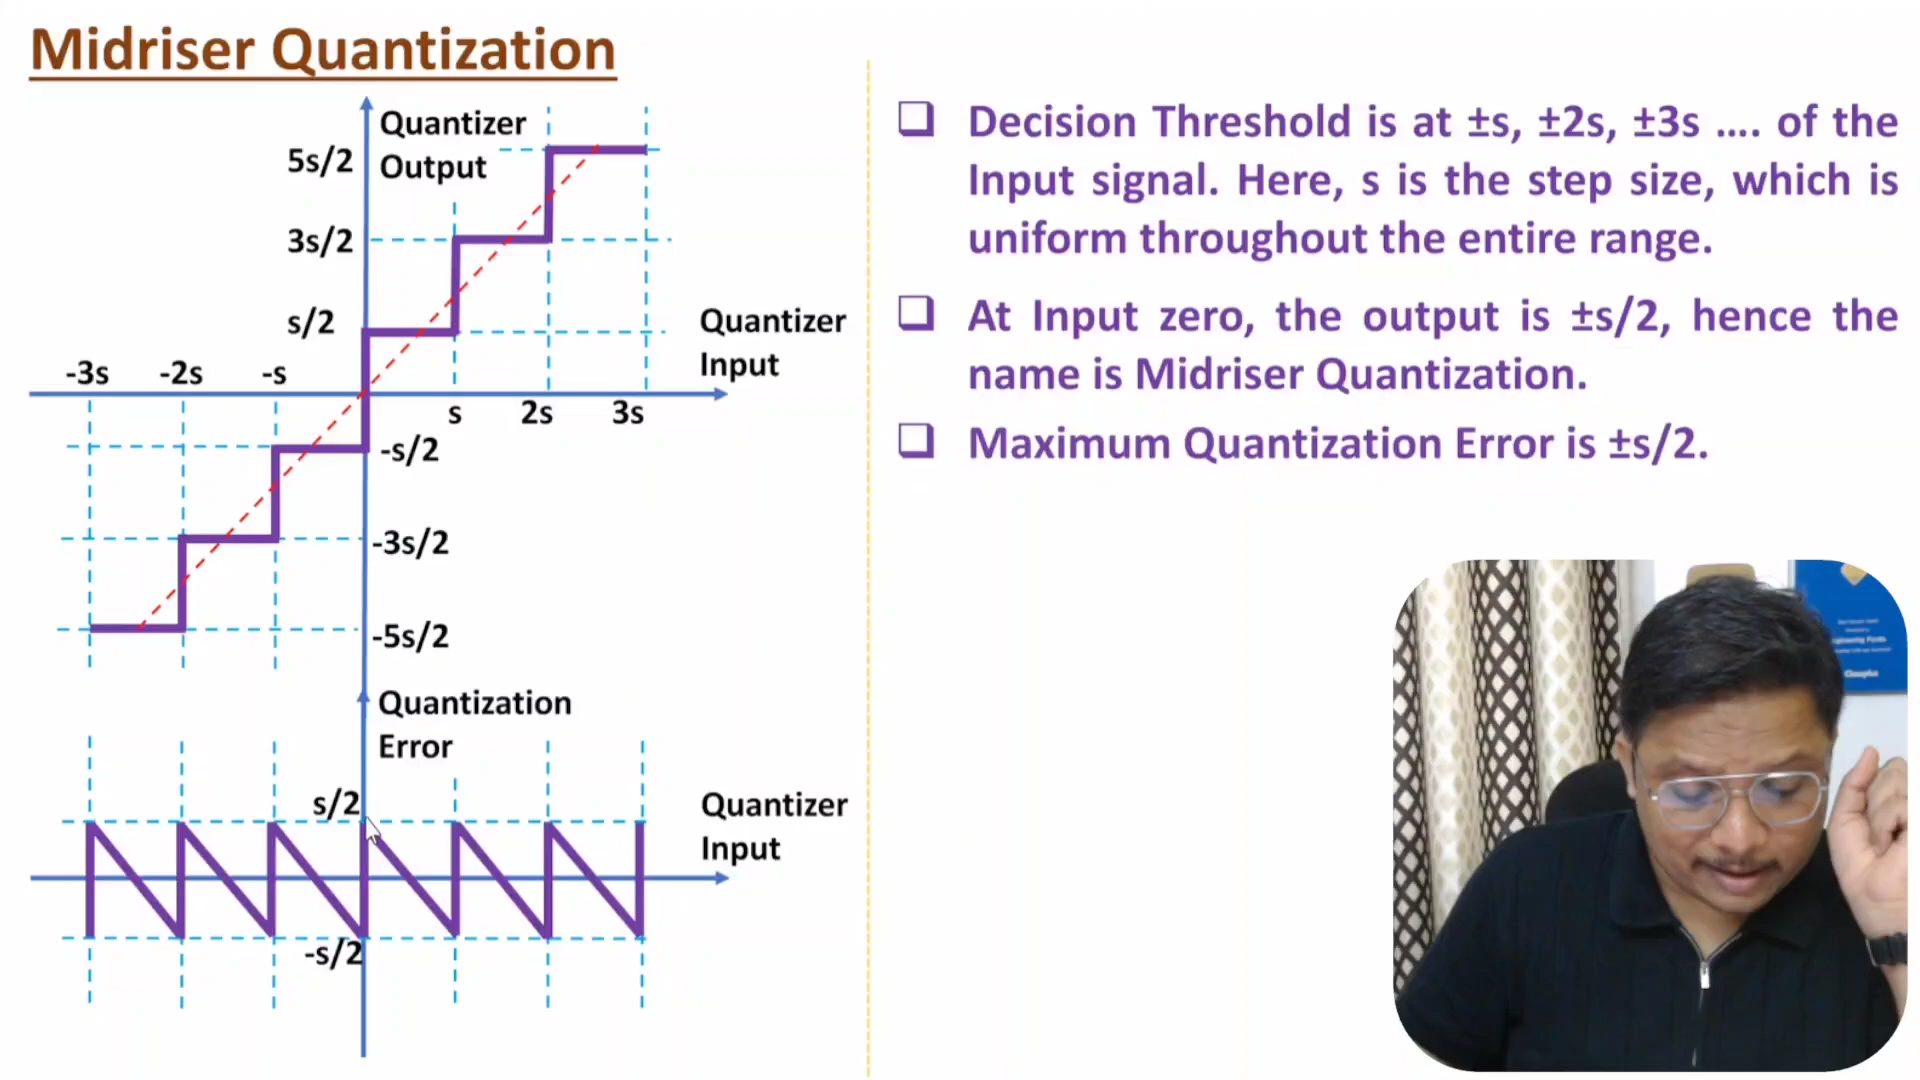 Midriser Quantization
Quantizer
Output
5s/2
3s/2
s/2
Quantizer
Input
-3s -2s -s
s 2s 3s
-s/2
-3s/2
-5s/2
Quantization
Error
s/2
Quantizer
Input
-s/2
❑ Decision Threshold is at ±s, ±2s, ±3s .... of the
Input signal. Here, s is the step size, which is
uniform throughout the entire range.
❑ At Input zero, the output is ±s/2, hence the
name is Midriser Quantization.
❑ Maximum Quantization Error is ±s/2.